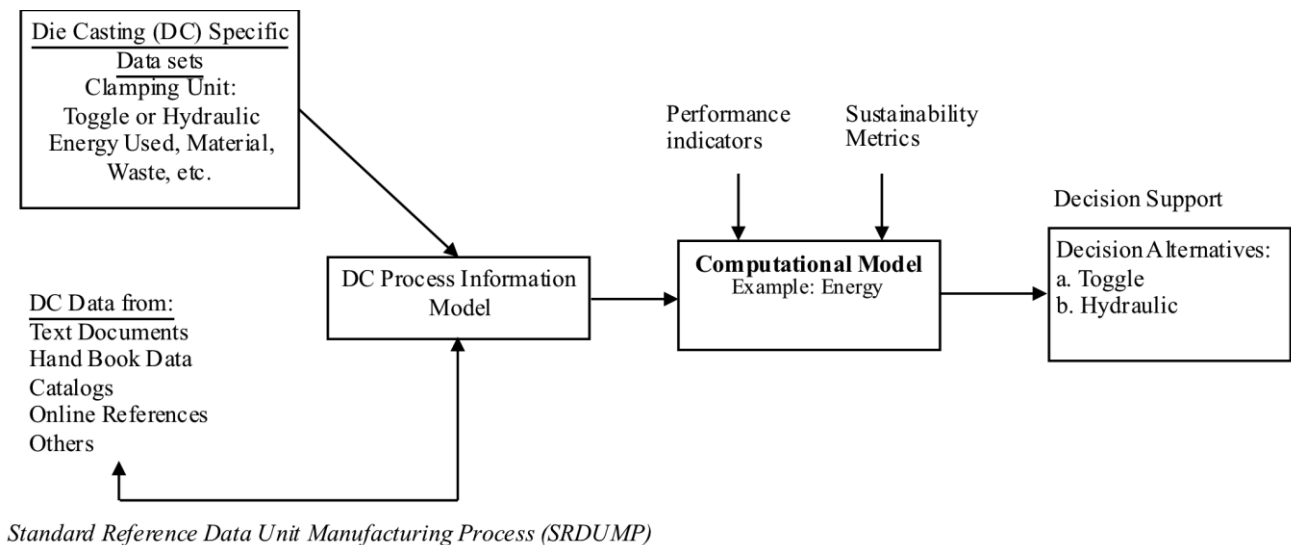 Die Casting (DC) Specific
Data sets
Clamping Unit:
Toggle or Hydraulic
Energy Used, Material,
Waste, etc.
DC Data from:
Text Documents
Hand Book Data
Catalogs
Online References
Others
DC Process Information
Model
Performance
indicators
Sustainability
Metrics
Computational Model
Example: Energy
Decision Support
Decision Alternatives:
a. Toggle
b. Hydraulic
Standard Reference Data Unit Manufacturing Process (SRDUMP)